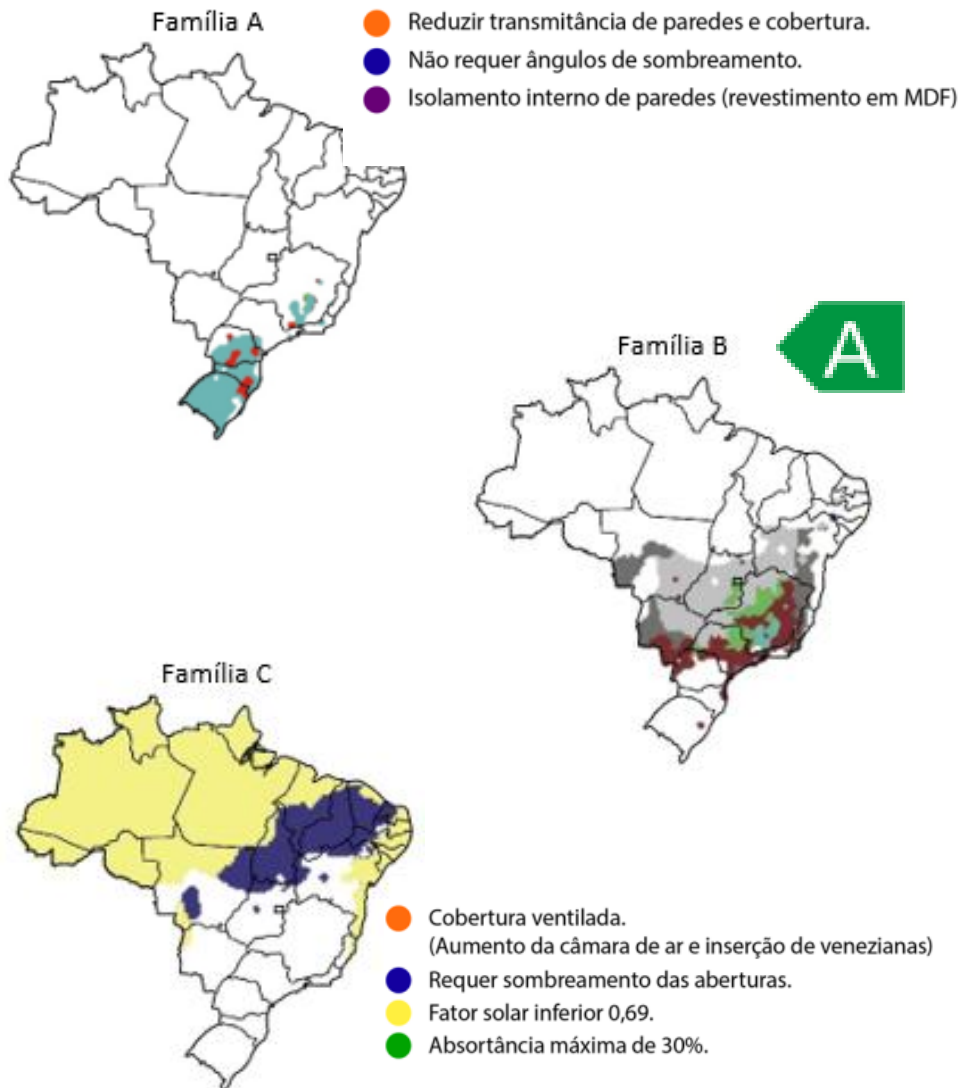 Família A
Reduzir transmitância de paredes e cobertura.
Não requer ângulos de sombreamento.
Isolamento interno de paredes (revestimento em MDF)
Família B
A
Família C
Cobertura ventilada.
(Aumento da câmara de ar e inserção de venezianas)
Requer sombreamento das aberturas.
Fator solar inferior 0,69.
Absortância máxima de 30%.